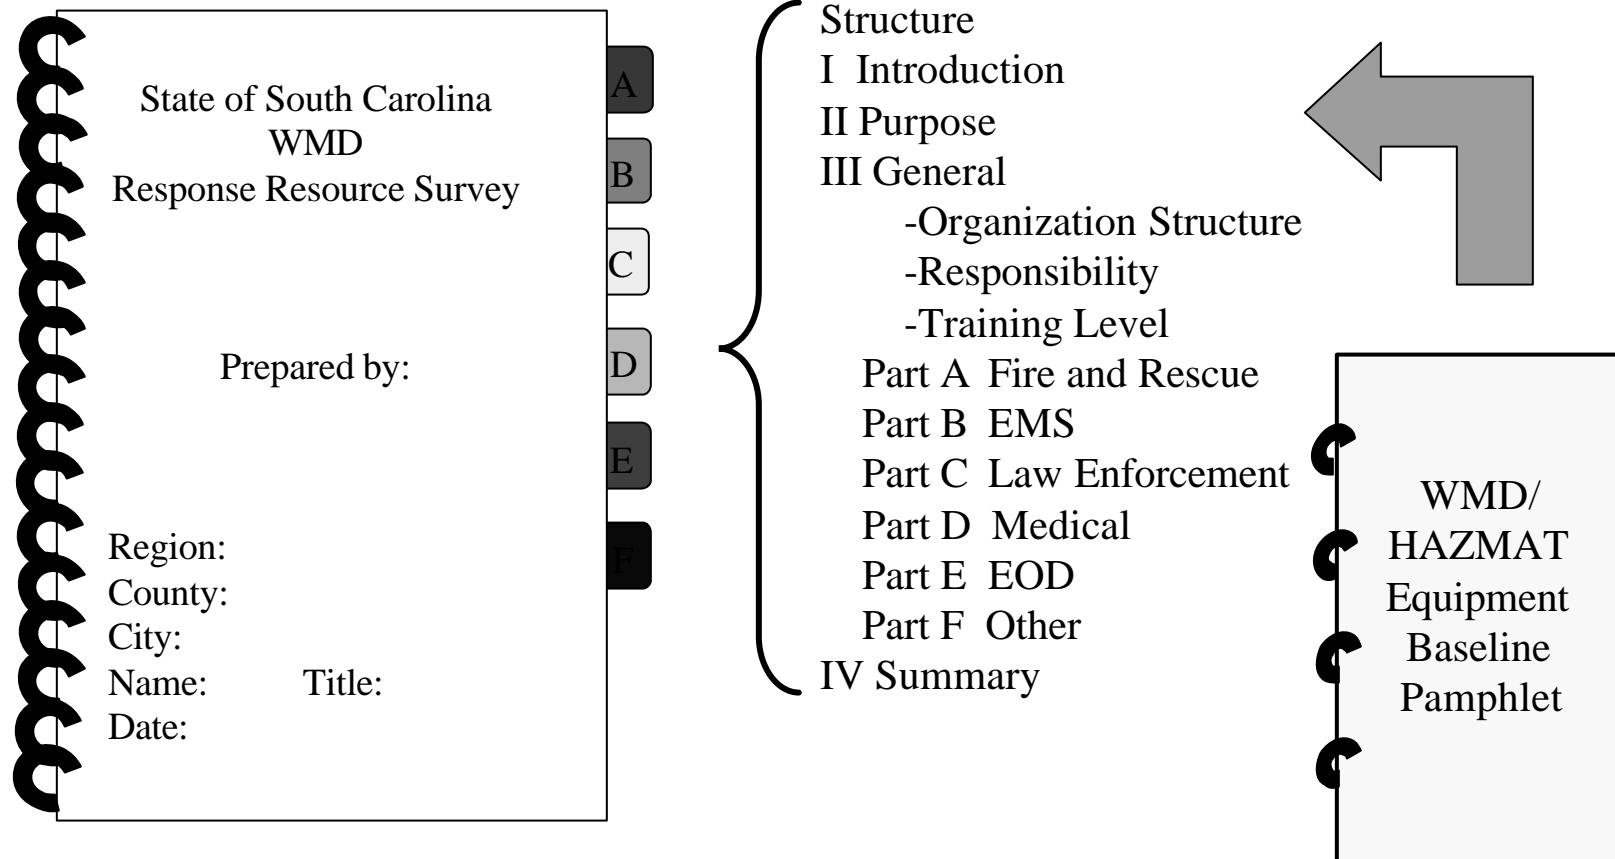 State of South Carolina
WMD
Response Resource Survey
Prepared by:
Region:
County:
City:
Name: Title:
Date:
A
B
C
D
E
F
Structure
I Introduction
II Purpose
III General
-Organization Structure
-Responsibility
-Training Level
Part A Fire and Rescue
Part B EMS
Part C Law Enforcement
Part D Medical
Part E EOD
Part F Other
IV Summary
WMD/
HAZMAT
Equipment
Baseline
Pamphlet